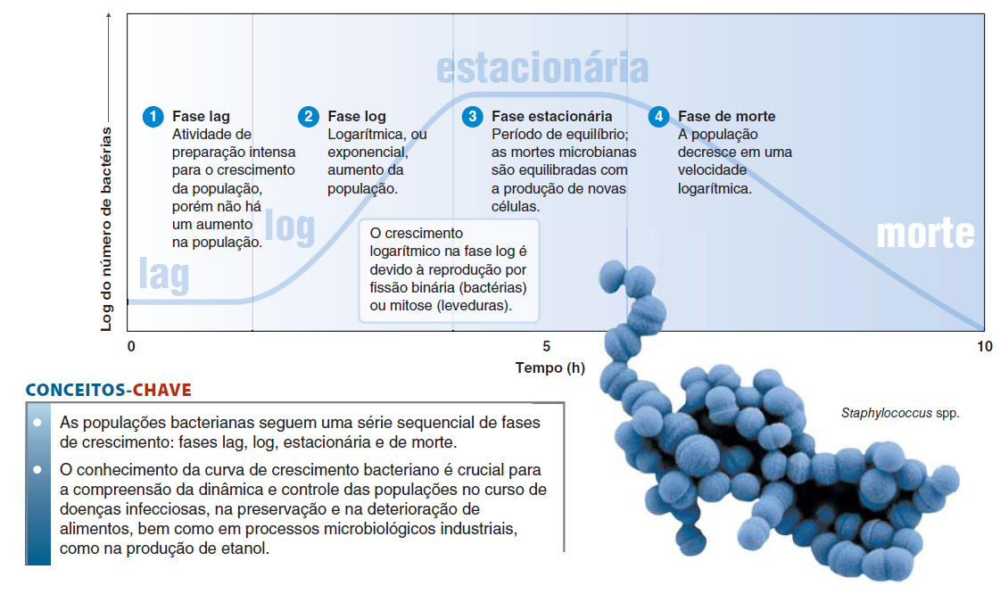 estacionária
1 Fase lag
Atividade de
preparação intensa
para o crescimento
da população,
porém não há
um aumento
na população.
2 Fase log
Logarítmica, ou
exponencial,
aumento da
população.
3 Fase estacionária
Período de equilíbrio;
as mortes microbianas
são equilibradas com
a produção de novas
células.
4 Fase de morte
A população
decresce em uma
velocidade
logarítmica.
log
lag
morte
O crescimento
logarítmico na fase log é
devido à reprodução por
fissão binária (bactérias)
ou mitose (leveduras).
Log do número de bactérias
0
5
10
Tempo (h)
CONCEITOS-CHAVE
As populações bacterianas seguem uma série sequencial de fases
de crescimento: fases lag, log, estacionária e de morte.
O conhecimento da curva de crescimento bacteriano é crucial para
a compreensão da dinâmica e controle das populações no curso de
doenças infecciosas, na preservação e na deterioração de
alimentos, bem como em processos microbiológicos industriais,
como na produção de etanol.
Staphylococcus spp.